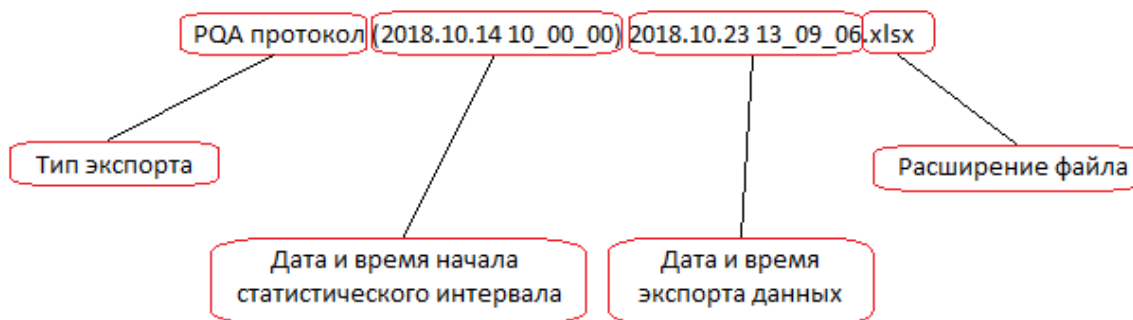 PQA протокол (2018.10.14 10_00_00) 2018.10.23 13_09_06.xlsx
Тип экспорта
Расширение файла
Дата и время начала
статистического интервала
Дата и время
экспорта данных